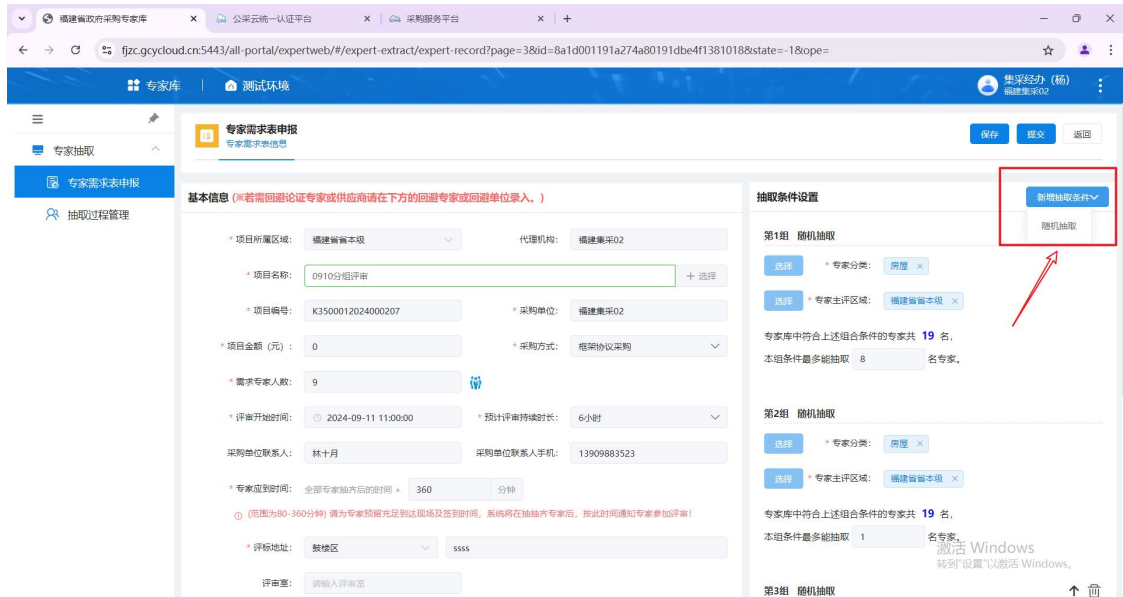 福建省政府采购专家库
公采云统一认证平台
采购服务平台
fjzc.gcycloud.cn:5443/all-portal/expertweb/#/expert-extract/expert-record?page=3&id=8a1d001191a274a80191dbe4f1381018&state=-1&ope=
专家库
测试环境
集采经办（杨）
福建集采02
专家抽取
专家需求表申报
抽取过程管理
专家需求表申报
专家需求表信息
保存
提交
返回
基本信息 (※若需回避论证专家或供应商请在下方的回避专家或回避单位录入。)
* 项目所属区域： 福建省省本级
代理机构： 福建集采02
* 项目名称： 0910分组评审 + 选择
* 项目编号： K3500012024000207
* 采购单位： 福建集采02
* 项目金额（元）： 0
* 采购方式： 框架协议采购
* 需求专家人数： 9
* 评审开始时间： 2024-09-11 11:00:00
* 预计评审持续时长： 6小时
采购单位联系人： 林十月
采购单位联系人手机： 13909883523
* 专家应到时间： 全部专家抽齐后的时间 + 360 分钟
(范围为80-360分钟) 请为专家预留充足到达现场及签到时间，系统将在抽抽齐专家后，按此时间通知专家参加评审！
* 评标地址： 鼓楼区 ssss
评审室： 请输入评审室
抽取条件设置
新增抽取条件
随机抽取
第1组 随机抽取
选择 * 专家分类： 房屋 ×
选择 * 专家主评区域： 福建省省本级 ×
专家库中符合上述组合条件的专家共 19 名，
本组条件最多能抽取 8 名专家。
第2组 随机抽取
选择 * 专家分类： 房屋 ×
选择 * 专家主评区域： 福建省省本级 ×
专家库中符合上述组合条件的专家共 19 名，
本组条件最多能抽取 1 名专家。
激活 Windows
转到"设置"以激活 Windows。
第3组 随机抽取